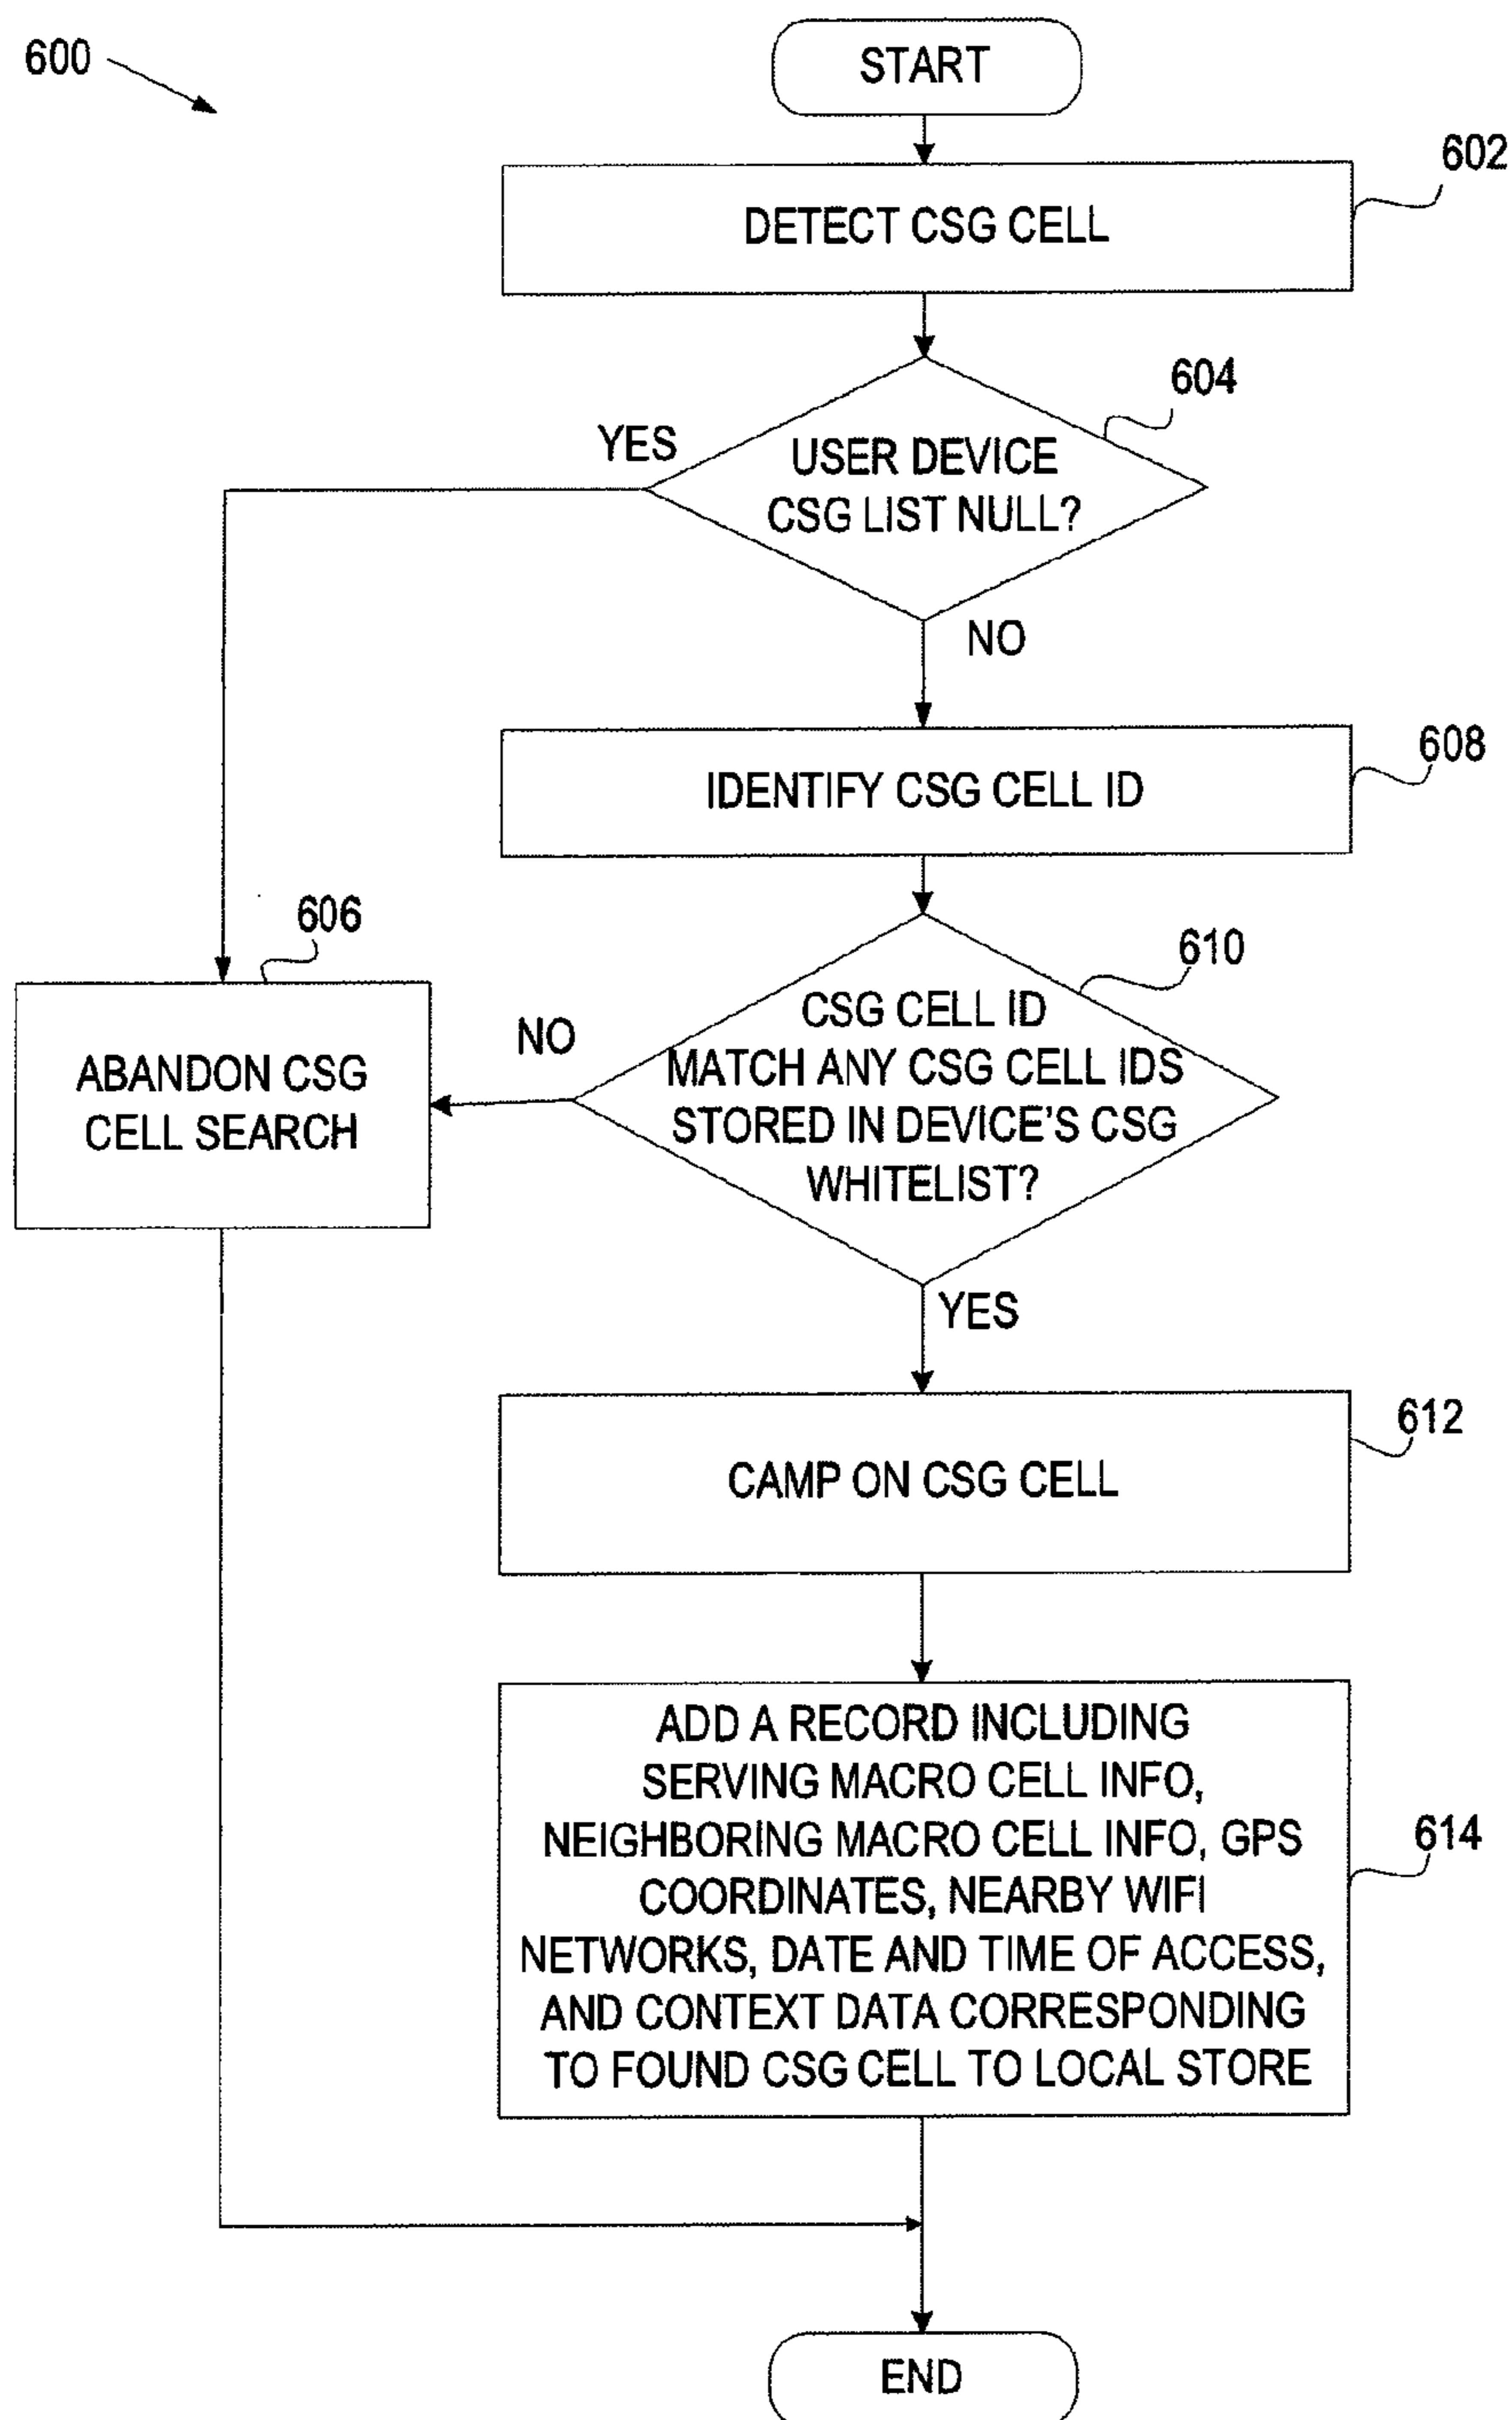 600
START
602
DETECT CSG CELL
604
YES
USER DEVICE
CSG LIST NULL?
NO
608
IDENTIFY CSG CELL ID
606
ABANDON CSG
CELL SEARCH
610
NO
CSG CELL ID
MATCH ANY CSG CELL IDS
STORED IN DEVICE'S CSG
WHITELIST?
YES
612
CAMP ON CSG CELL
614
ADD A RECORD INCLUDING
SERVING MACRO CELL INFO,
NEIGHBORING MACRO CELL INFO, GPS
COORDINATES, NEARBY WIFI
NETWORKS, DATE AND TIME OF ACCESS,
AND CONTEXT DATA CORRESPONDING
TO FOUND CSG CELL TO LOCAL STORE
END